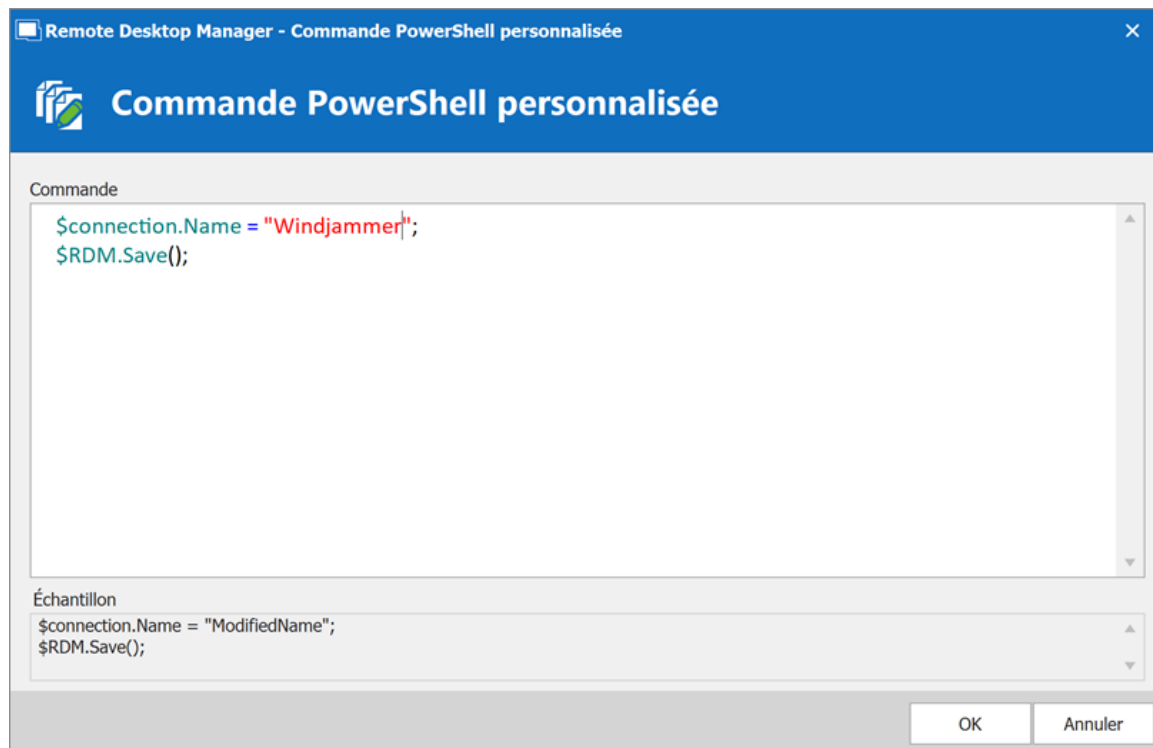 Remote Desktop Manager - Commande PowerShell personnalisée
Commande PowerShell personnalisée
Commande
$connection.Name = "Windjammer";
$RDM.Save();
Échantillon
$connection.Name = "ModifiedName";
$RDM.Save();
OK
Annuler